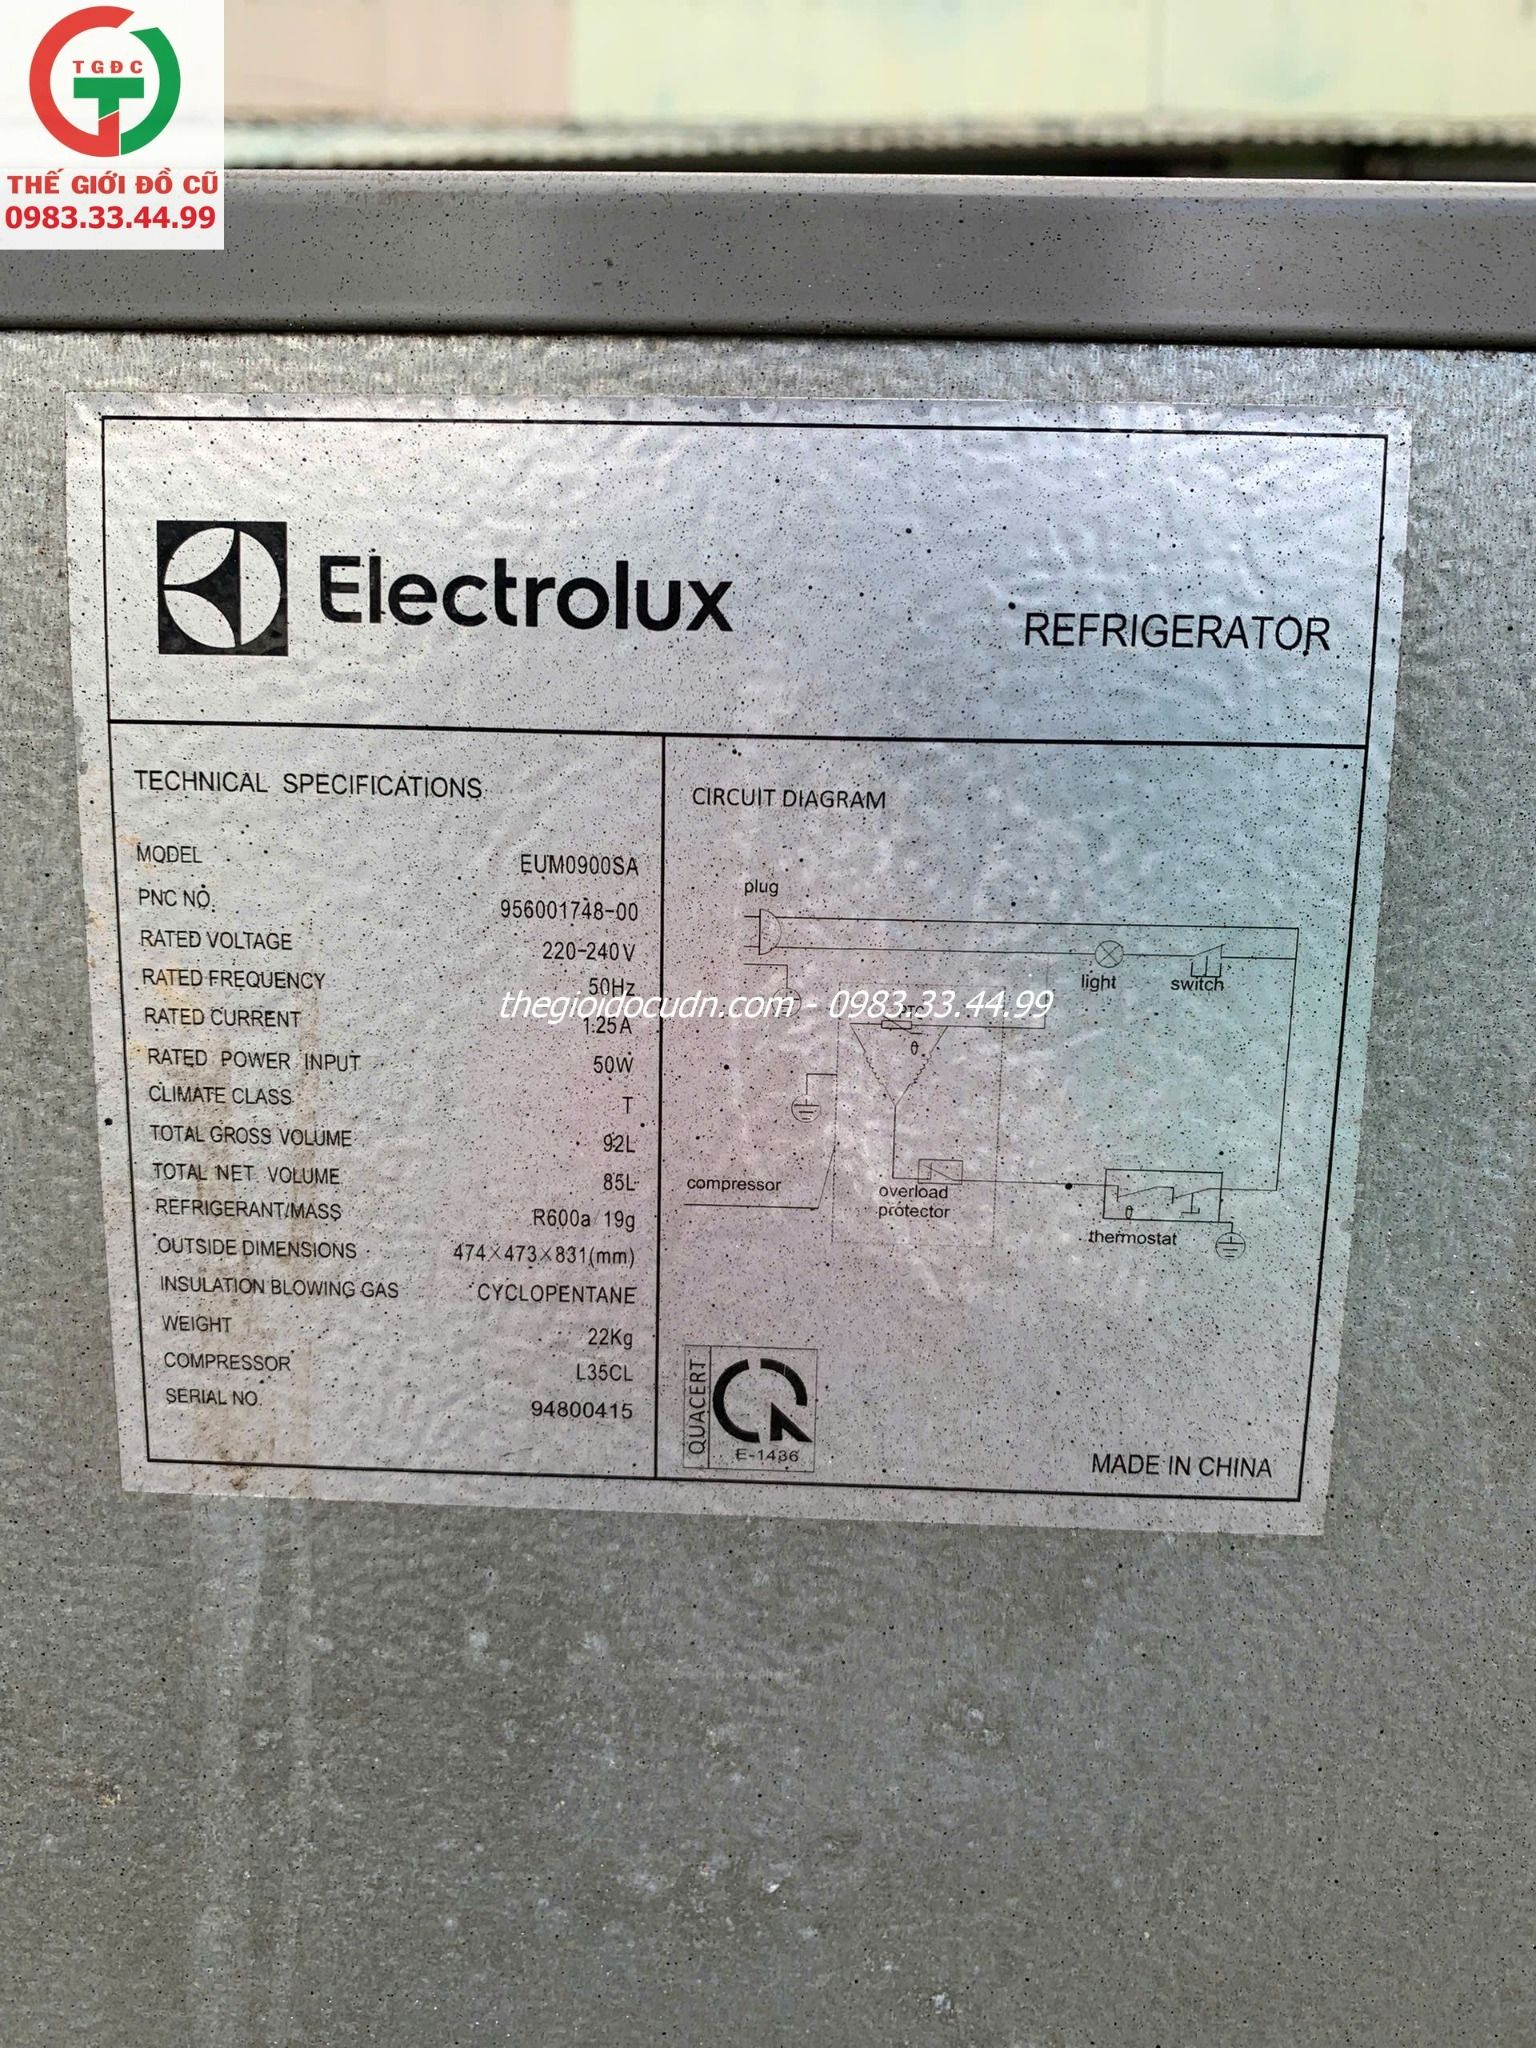 TGĐC
THẾ GIỚI ĐỒ CŨ
0983.33.44.99
Electrolux
REFRIGERATOR
TECHNICAL SPECIFICATIONS
MODEL EUM0900SA
PNC NO. 956001748-00
RATED VOLTAGE 220-240V
RATED FREQUENCY 50Hz
RATED CURRENT 1.25A
RATED POWER INPUT 50W
CLIMATE CLASS T
TOTAL GROSS VOLUME 92L
TOTAL NET VOLUME 85L
REFRIGERANT/MASS R600a 19g
OUTSIDE DIMENSIONS 474×473×831(mm)
INSULATION BLOWING GAS CYCLOPENTANE
WEIGHT 22Kg
COMPRESSOR L35CL
SERIAL NO. 94800415
CIRCUIT DIAGRAM
plug
light
switch
thegioidocudn.com - 0983.33.44.99
PTC
θ
compressor
overload
protector
θ
thermostat
QUACERT
E-1436
MADE IN CHINA